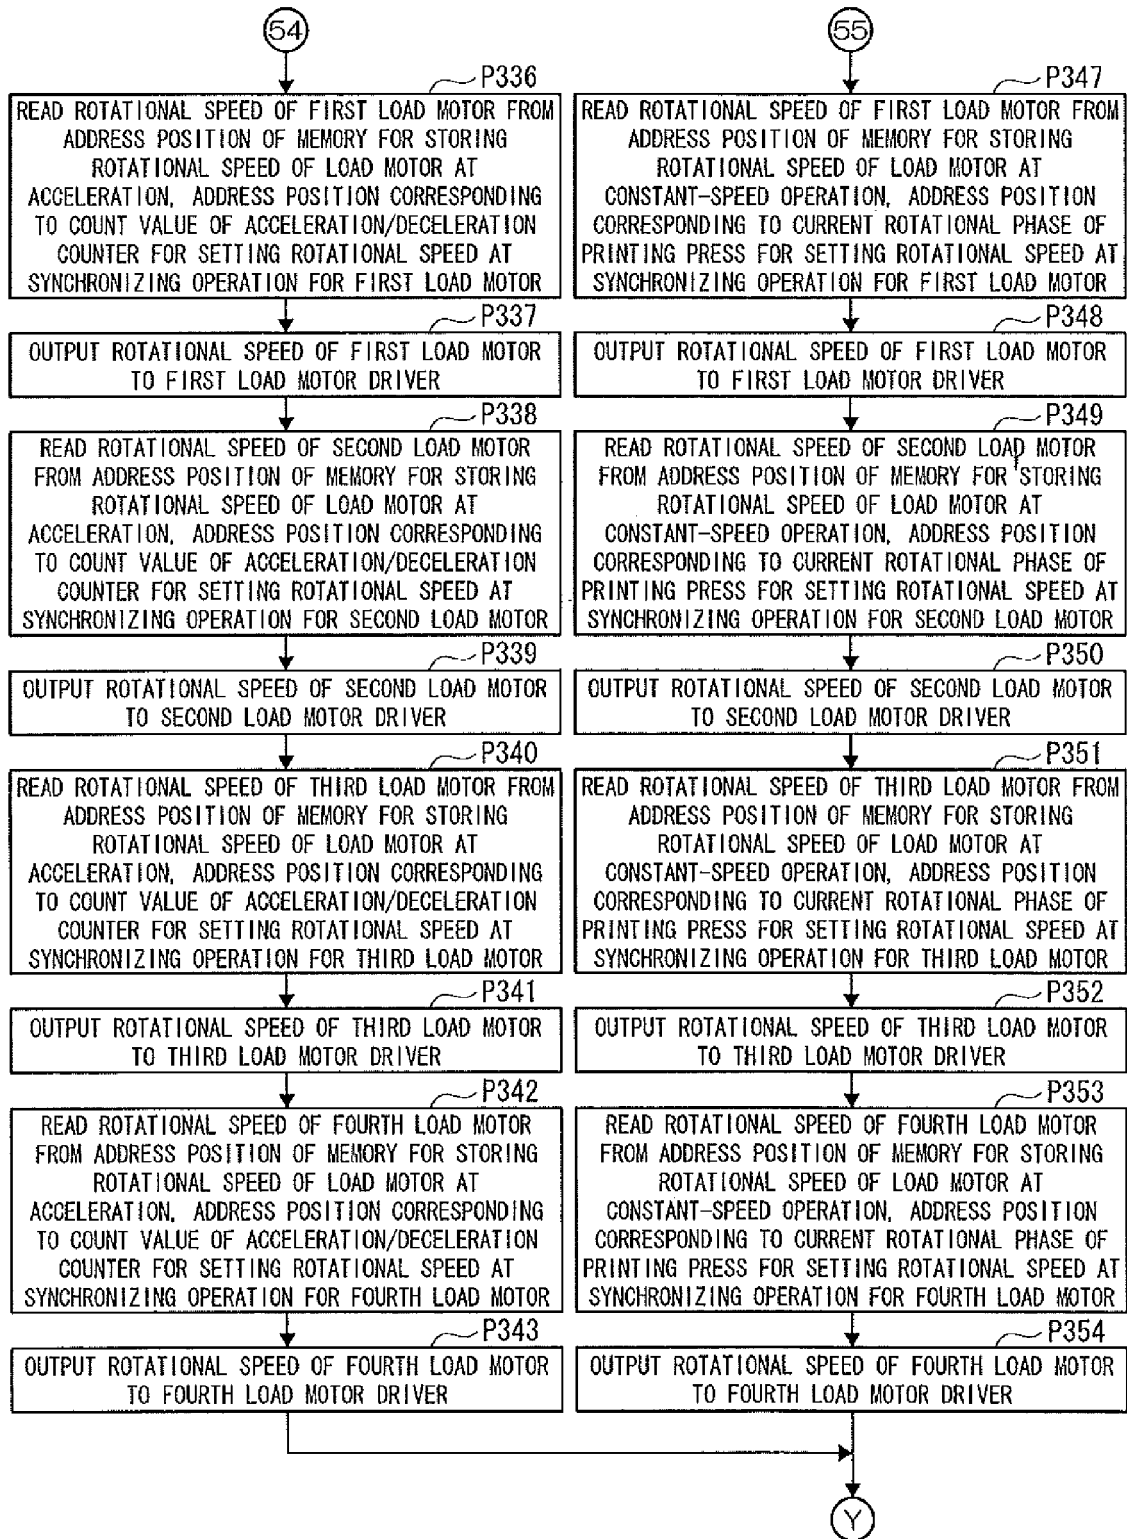 54
P336
READ ROTATIONAL SPEED OF FIRST LOAD MOTOR FROM
ADDRESS POSITION OF MEMORY FOR STORING
ROTATIONAL SPEED OF LOAD MOTOR AT
ACCELERATION, ADDRESS POSITION CORRESPONDING
TO COUNT VALUE OF ACCELERATION/DECELERATION
COUNTER FOR SETTING ROTATIONAL SPEED AT
SYNCHRONIZING OPERATION FOR FIRST LOAD MOTOR
P337
OUTPUT ROTATIONAL SPEED OF FIRST LOAD MOTOR
TO FIRST LOAD MOTOR DRIVER
P338
READ ROTATIONAL SPEED OF SECOND LOAD MOTOR
FROM ADDRESS POSITION OF MEMORY FOR STORING
ROTATIONAL SPEED OF LOAD MOTOR AT
ACCELERATION, ADDRESS POSITION CORRESPONDING
TO COUNT VALUE OF ACCELERATION/DECELERATION
COUNTER FOR SETTING ROTATIONAL SPEED AT
SYNCHRONIZING OPERATION FOR SECOND LOAD MOTOR
P339
OUTPUT ROTATIONAL SPEED OF SECOND LOAD MOTOR
TO SECOND LOAD MOTOR DRIVER
P340
READ ROTATIONAL SPEED OF THIRD LOAD MOTOR FROM
ADDRESS POSITION OF MEMORY FOR STORING
ROTATIONAL SPEED OF LOAD MOTOR AT
ACCELERATION, ADDRESS POSITION CORRESPONDING
TO COUNT VALUE OF ACCELERATION/DECELERATION
COUNTER FOR SETTING ROTATIONAL SPEED AT
SYNCHRONIZING OPERATION FOR THIRD LOAD MOTOR
P341
OUTPUT ROTATIONAL SPEED OF THIRD LOAD MOTOR
TO THIRD LOAD MOTOR DRIVER
P342
READ ROTATIONAL SPEED OF FOURTH LOAD MOTOR
FROM ADDRESS POSITION OF MEMORY FOR STORING
ROTATIONAL SPEED OF LOAD MOTOR AT
ACCELERATION, ADDRESS POSITION CORRESPONDING
TO COUNT VALUE OF ACCELERATION/DECELERATION
COUNTER FOR SETTING ROTATIONAL SPEED AT
SYNCHRONIZING OPERATION FOR FOURTH LOAD MOTOR
P343
OUTPUT ROTATIONAL SPEED OF FOURTH LOAD MOTOR
TO FOURTH LOAD MOTOR DRIVER
55
P347
READ ROTATIONAL SPEED OF FIRST LOAD MOTOR FROM
ADDRESS POSITION OF MEMORY FOR STORING
ROTATIONAL SPEED OF LOAD MOTOR AT
CONSTANT-SPEED OPERATION, ADDRESS POSITION
CORRESPONDING TO CURRENT ROTATIONAL PHASE OF
PRINTING PRESS FOR SETTING ROTATIONAL SPEED AT
SYNCHRONIZING OPERATION FOR FIRST LOAD MOTOR
P348
OUTPUT ROTATIONAL SPEED OF FIRST LOAD MOTOR
TO FIRST LOAD MOTOR DRIVER
P349
READ ROTATIONAL SPEED OF SECOND LOAD MOTOR
FROM ADDRESS POSITION OF MEMORY FOR STORING
ROTATIONAL SPEED OF LOAD MOTOR AT
CONSTANT-SPEED OPERATION, ADDRESS POSITION
CORRESPONDING TO CURRENT ROTATIONAL PHASE OF
PRINTING PRESS FOR SETTING ROTATIONAL SPEED AT
SYNCHRONIZING OPERATION FOR SECOND LOAD MOTOR
P350
OUTPUT ROTATIONAL SPEED OF SECOND LOAD MOTOR
TO SECOND LOAD MOTOR DRIVER
P351
READ ROTATIONAL SPEED OF THIRD LOAD MOTOR FROM
ADDRESS POSITION OF MEMORY FOR STORING
ROTATIONAL SPEED OF LOAD MOTOR AT
CONSTANT-SPEED OPERATION, ADDRESS POSITION
CORRESPONDING TO CURRENT ROTATIONAL PHASE OF
PRINTING PRESS FOR SETTING ROTATIONAL SPEED AT
SYNCHRONIZING OPERATION FOR THIRD LOAD MOTOR
P352
OUTPUT ROTATIONAL SPEED OF THIRD LOAD MOTOR
TO THIRD LOAD MOTOR DRIVER
P353
READ ROTATIONAL SPEED OF FOURTH LOAD MOTOR
FROM ADDRESS POSITION OF MEMORY FOR STORING
ROTATIONAL SPEED OF LOAD MOTOR AT
CONSTANT-SPEED OPERATION, ADDRESS POSITION
CORRESPONDING TO CURRENT ROTATIONAL PHASE OF
PRINTING PRESS FOR SETTING ROTATIONAL SPEED AT
SYNCHRONIZING OPERATION FOR FOURTH LOAD MOTOR
P354
OUTPUT ROTATIONAL SPEED OF FOURTH LOAD MOTOR
TO FOURTH LOAD MOTOR DRIVER
Y